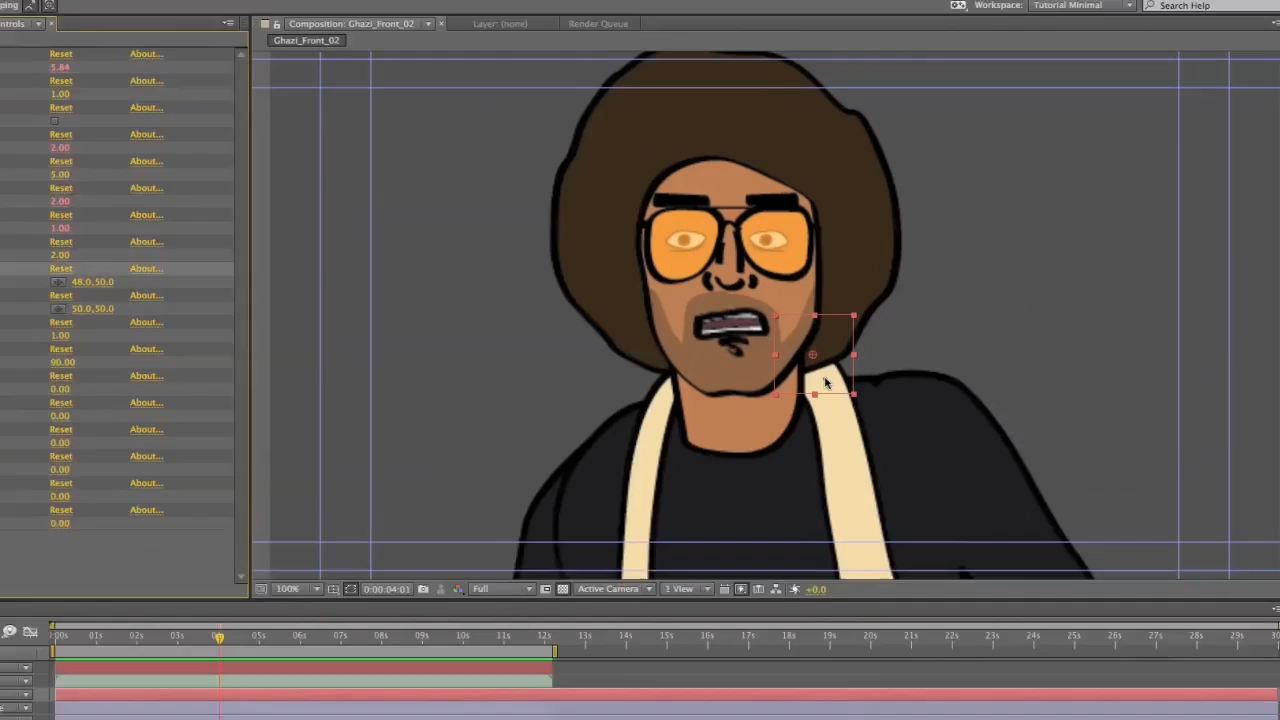 pping
Workspace: Tutorial Minimal
Search Help
ntrols
Composition: Ghazi_Front_02
Layer: (none)
Render Queue
Ghazi_Front_02
Reset About...
5.84
Reset About...
1.00
Reset About...
Reset About...
2.00
Reset About...
5.00
Reset About...
2.00
Reset About...
1.00
Reset About...
2.00
Reset About...
48.0,50.0
Reset About...
50.0,50.0
Reset About...
1.00
Reset About...
90.00
Reset About...
0.00
Reset About...
0.00
Reset About...
0.00
Reset About...
0.00
Reset About...
0.00
Reset About...
0.00
100% 0:00:04:01 Full Active Camera 1 View +0.0
:00s 01s 02s 03s 05s 06s 07s 08s 09s 10s 11s 12s 13s 14s 15s 16s 17s 18s 19s 20s 21s 22s 23s 24s 25s 26s 27s 28s 29s 30